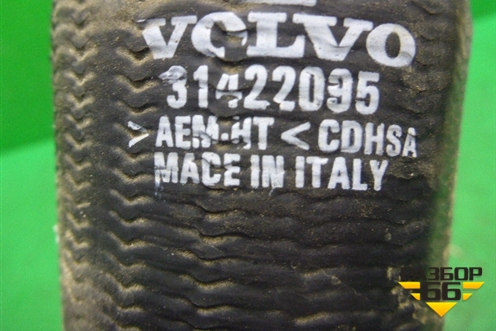 VOLVO
31422095
>AEM-HT< CDHSA
MADE IN ITALY
РАЗБОР
66